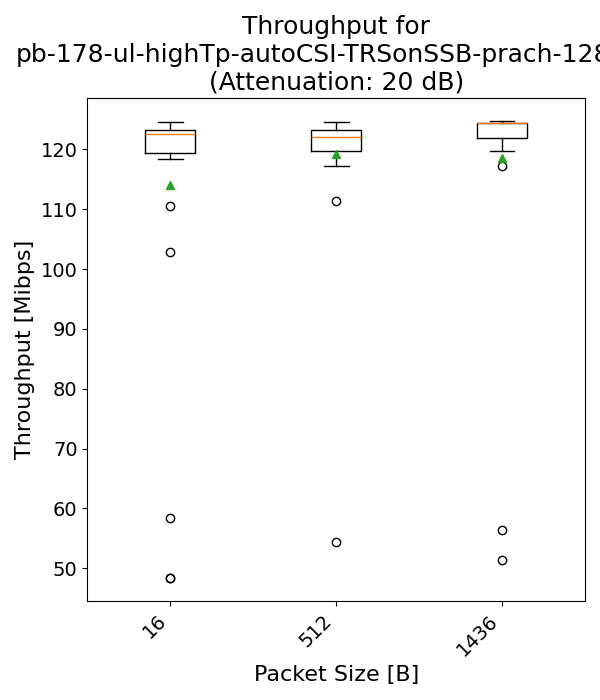 Throughput for
pb-178-ul-highTp-autoCSI-TRSonSSB-prach-128
(Attenuation: 20 dB)
Throughput [Mibps]
120
110
100
90
80
70
60
50
16
512
1436
Packet Size [B]